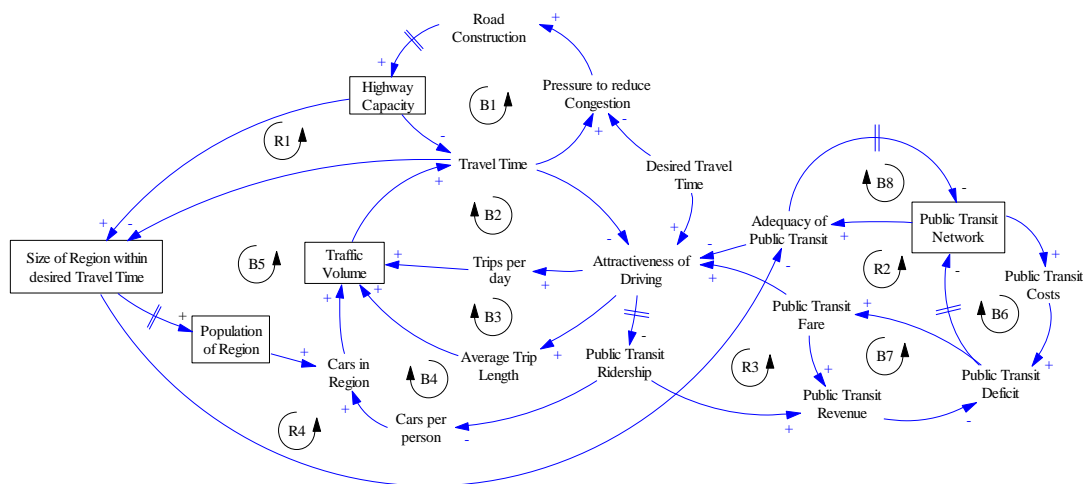 Road
Construction
+
+
Highway
Capacity
Pressure to reduce
Congestion
B1
R1
-
-
+
Travel Time
Desired Travel
Time
+
B8
-
B2
+
-
Size of Region within
desired Travel Time
B5
Traffic
Volume
+
+
+
Trips per
day
+
-
+
-
+
Attractiveness of
Driving
Adequacy of
Public Transit
+
-
Public Transit
Network
-
R2
Public Transit
Costs
+
+
Population
of Region
+
Cars in
Region
+
B3
Average Trip
Length
+
B4
-
Public Transit
Ridership
Public Transit
Fare
+
B6
B7
R3
+
Public Transit
Revenue
+
-
Public Transit
Deficit
+
Cars per
person
-
R4